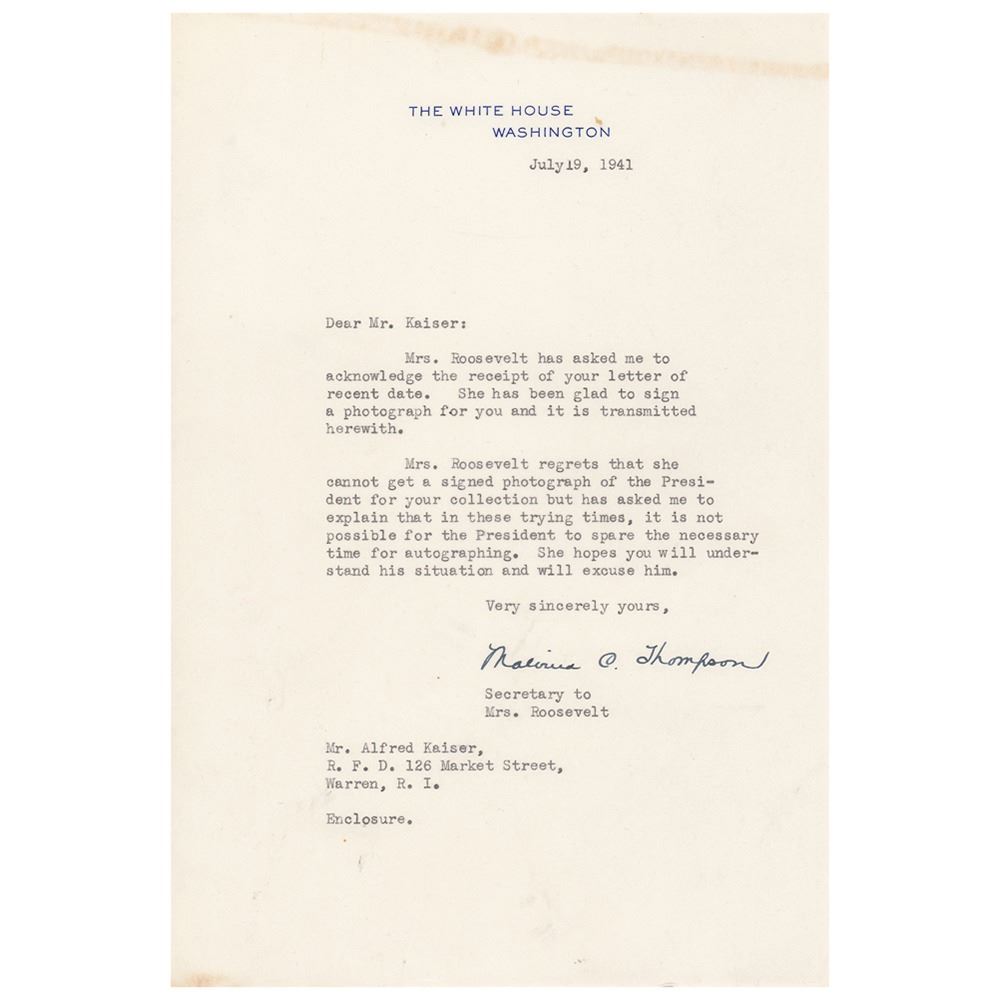 THE WHITE HOUSE
WASHINGTON
July 19, 1941
Dear Mr. Kaiser:
Mrs. Roosevelt has asked me to
acknowledge the receipt of your letter of
recent date. She has been glad to sign
a photograph for you and it is transmitted
herewith.
Mrs. Roosevelt regrets that she
cannot get a signed photograph of the Presi-
dent for your collection but has asked me to
explain that in these trying times, it is not
possible for the President to spare the necessary
time for autographing. She hopes you will under-
stand his situation and will excuse him.
Very sincerely yours,
Malvina C. Thompson
Secretary to
Mrs. Roosevelt
Mr. Alfred Kaiser,
R. F. D. 126 Market Street,
Warren, R. I.
Enclosure.